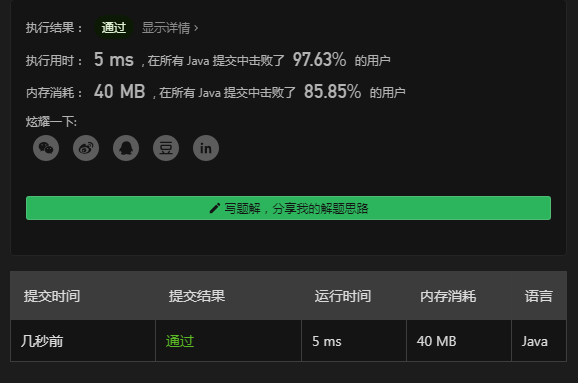 执行结果： 通过 显示详情 ›
执行用时： 5 ms , 在所有 Java 提交中击败了 97.63% 的用户
内存消耗： 40 MB , 在所有 Java 提交中击败了 85.85% 的用户
炫耀一下:
豆 in
写题解，分享我的解题思路
提交时间 提交结果 运行时间 内存消耗 语言
几秒前 通过 5 ms 40 MB Java